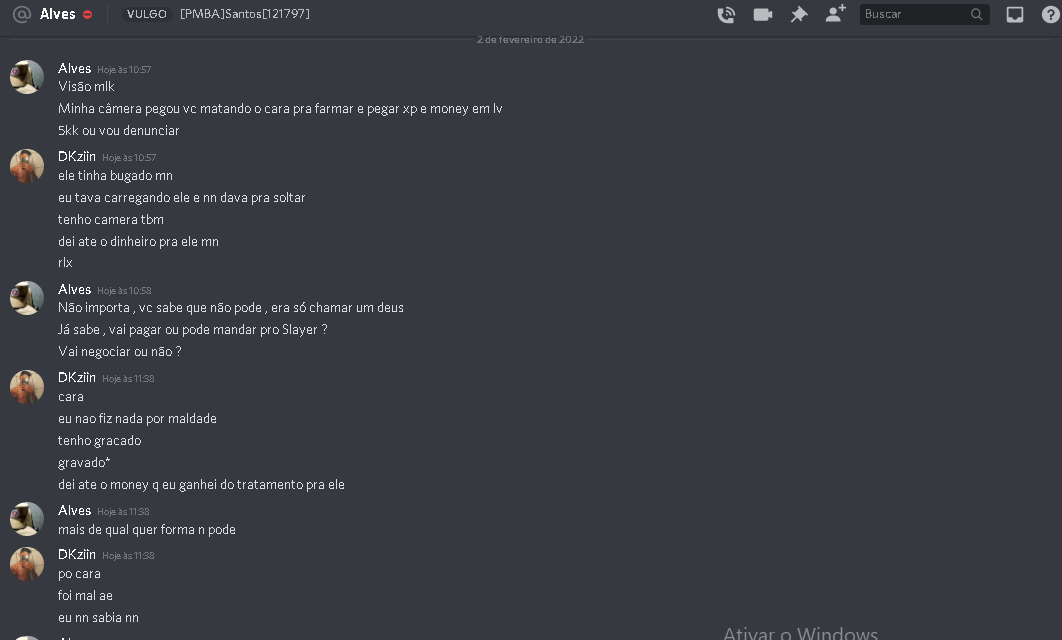 @ Alves VULGO [PMBA]Santos[121797] Buscar
2 de fevereiro de 2022
Alves Hoje às 10:57
Visão mlk
Minha câmera pegou vc matando o cara pra farmar e pegar xp e money em lv
5kk ou vou denunciar
DKziin Hoje às 10:57
ele tinha bugado mn
eu tava carregando ele e nn dava pra soltar
tenho camera tbm
dei ate o dinheiro pra ele mn
rlx
Alves Hoje às 10:58
Não importa , vc sabe que não pode , era só chamar um deus
Já sabe , vai pagar ou pode mandar pro Slayer ?
Vai negociar ou não ?
DKziin Hoje às 11:38
cara
eu nao fiz nada por maldade
tenho gracado
gravado*
dei ate o money q eu ganhei do tratamento pra ele
Alves Hoje às 11:38
mais de qual quer forma n pode
DKziin Hoje às 11:38
po cara
foi mal ae
eu nn sabia nn
Ativar o Windows